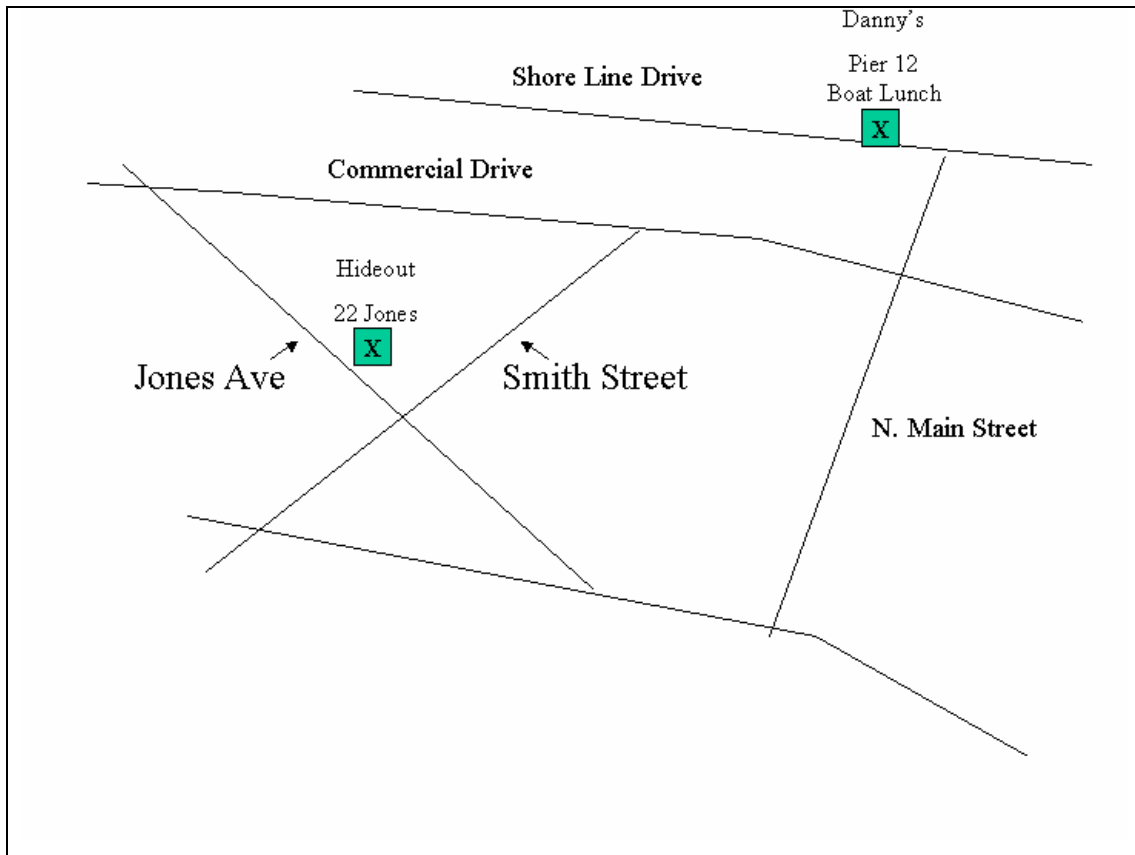 Danny's
Pier 12
Boat Lunch
X
Shore Line Drive
Commercial Drive
Hideout
22 Jones
X
Jones Ave
Smith Street
N. Main Street